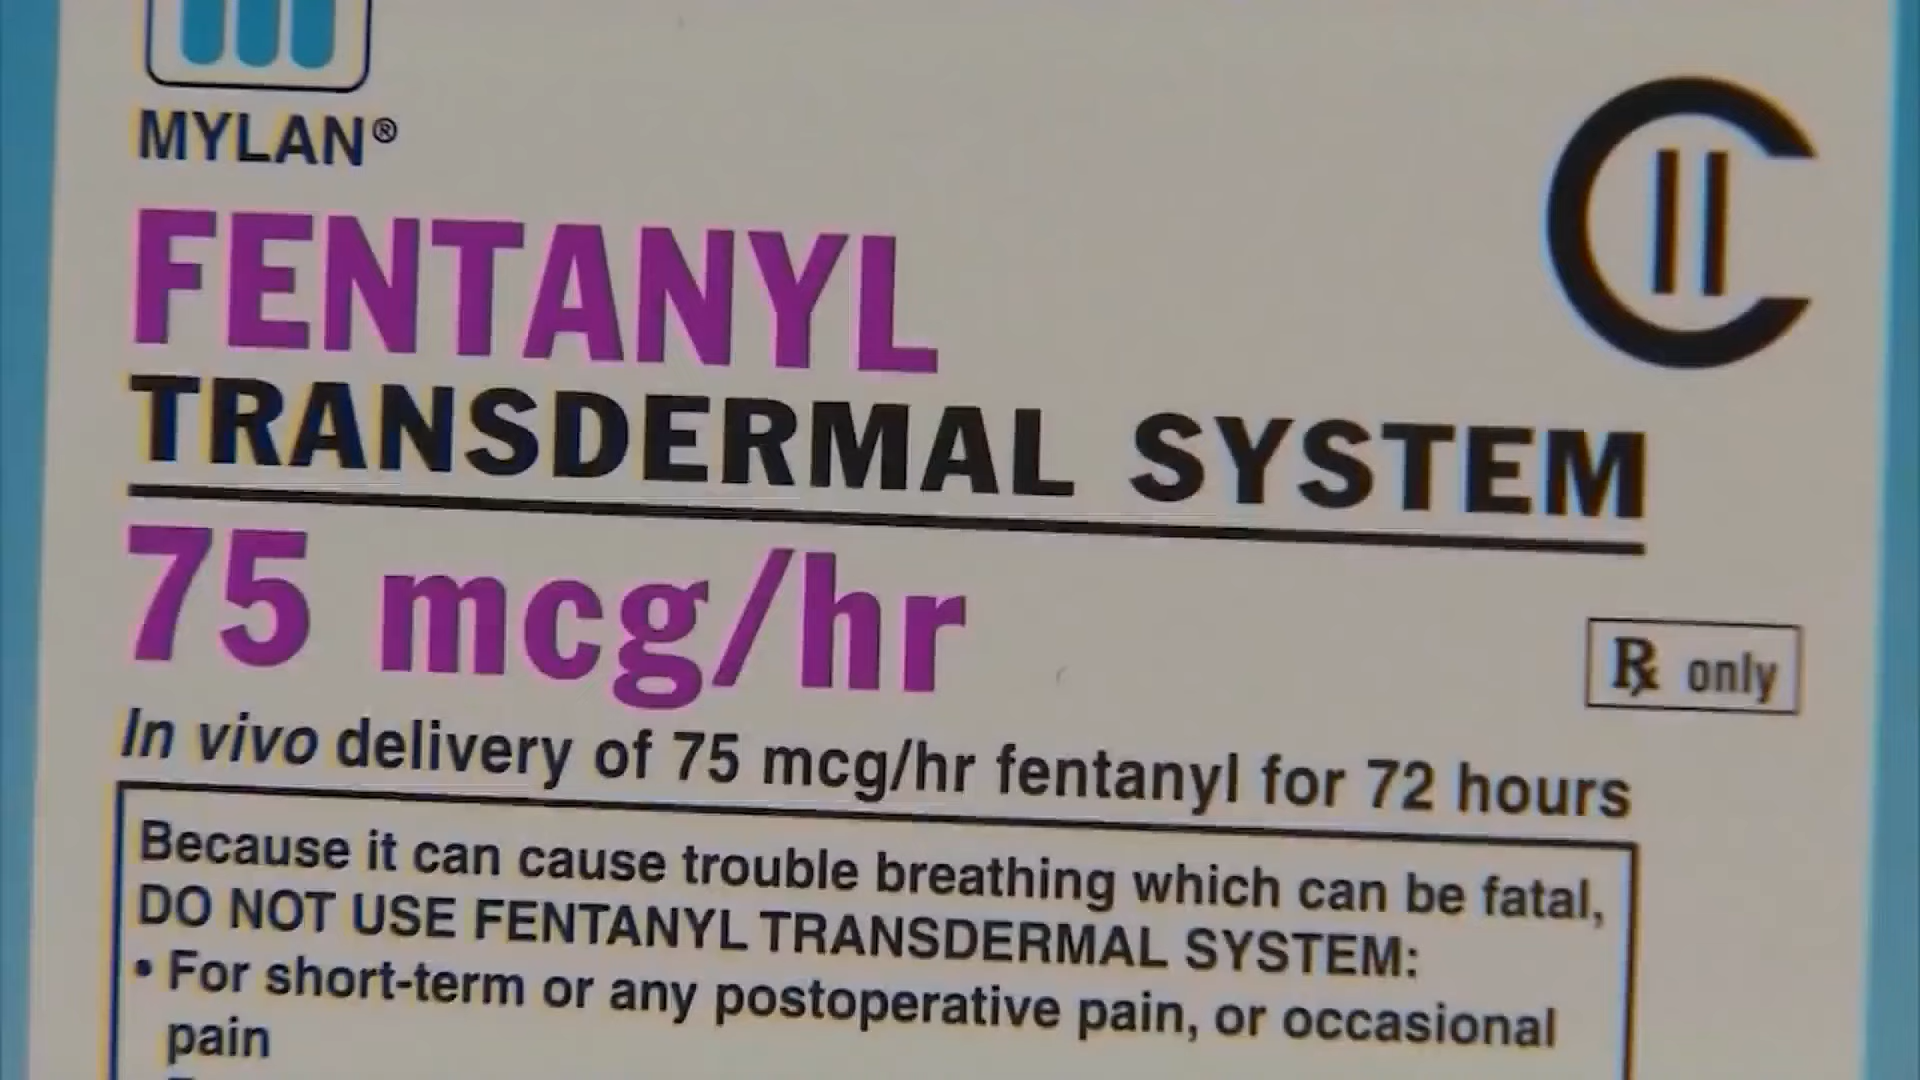 MYLAN®
CII
FENTANYL
TRANSDERMAL SYSTEM
75 mcg/hr
Rx only
In vivo delivery of 75 mcg/hr fentanyl for 72 hours
Because it can cause trouble breathing which can be fatal,
DO NOT USE FENTANYL TRANSDERMAL SYSTEM:
• For short-term or any postoperative pain, or occasional
pain